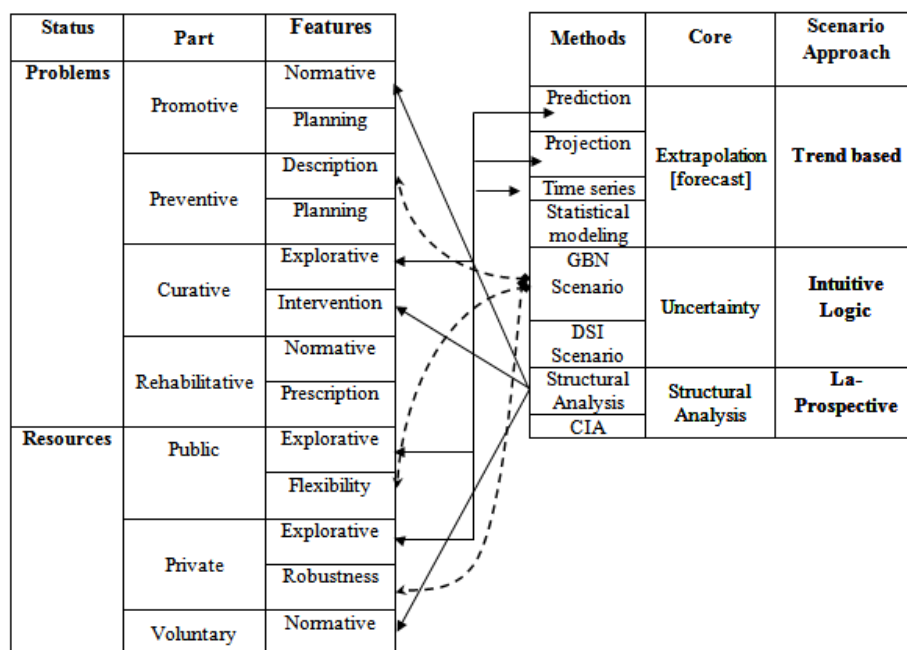 Status
Part
Features
Problems
Promotive
Normative
Planning
Preventive
Description
Planning
Curative
Explorative
Intervention
Rehabilitative
Normative
Prescription
Resources
Public
Explorative
Flexibility
Private
Explorative
Robustness
Voluntary
Normative
Methods
Core
Scenario
Approach
Prediction
Projection
Time series
Statistical
modeling
Extrapolation
[forecast]
Trend based
GBN
Scenario
DSI
Scenario
Uncertainty
Intuitive
Logic
Structural
Analysis
CIA
Structural
Analysis
La-
Prospective